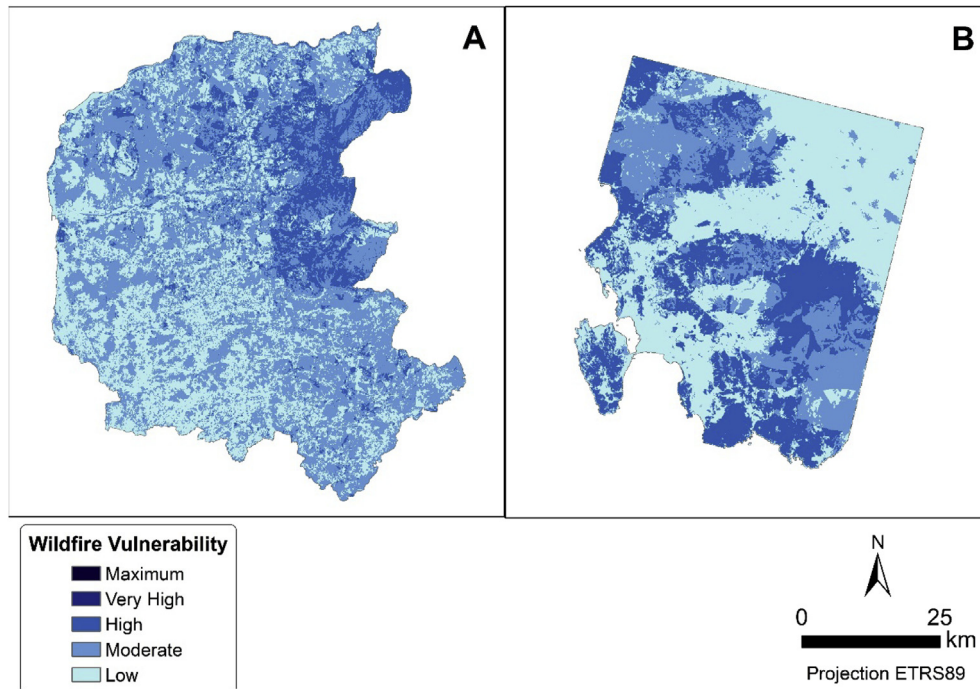 A
B
Wildfire Vulnerability
Maximum
Very High
High
Moderate
Low
N
0 25
km
Projection ETRS89